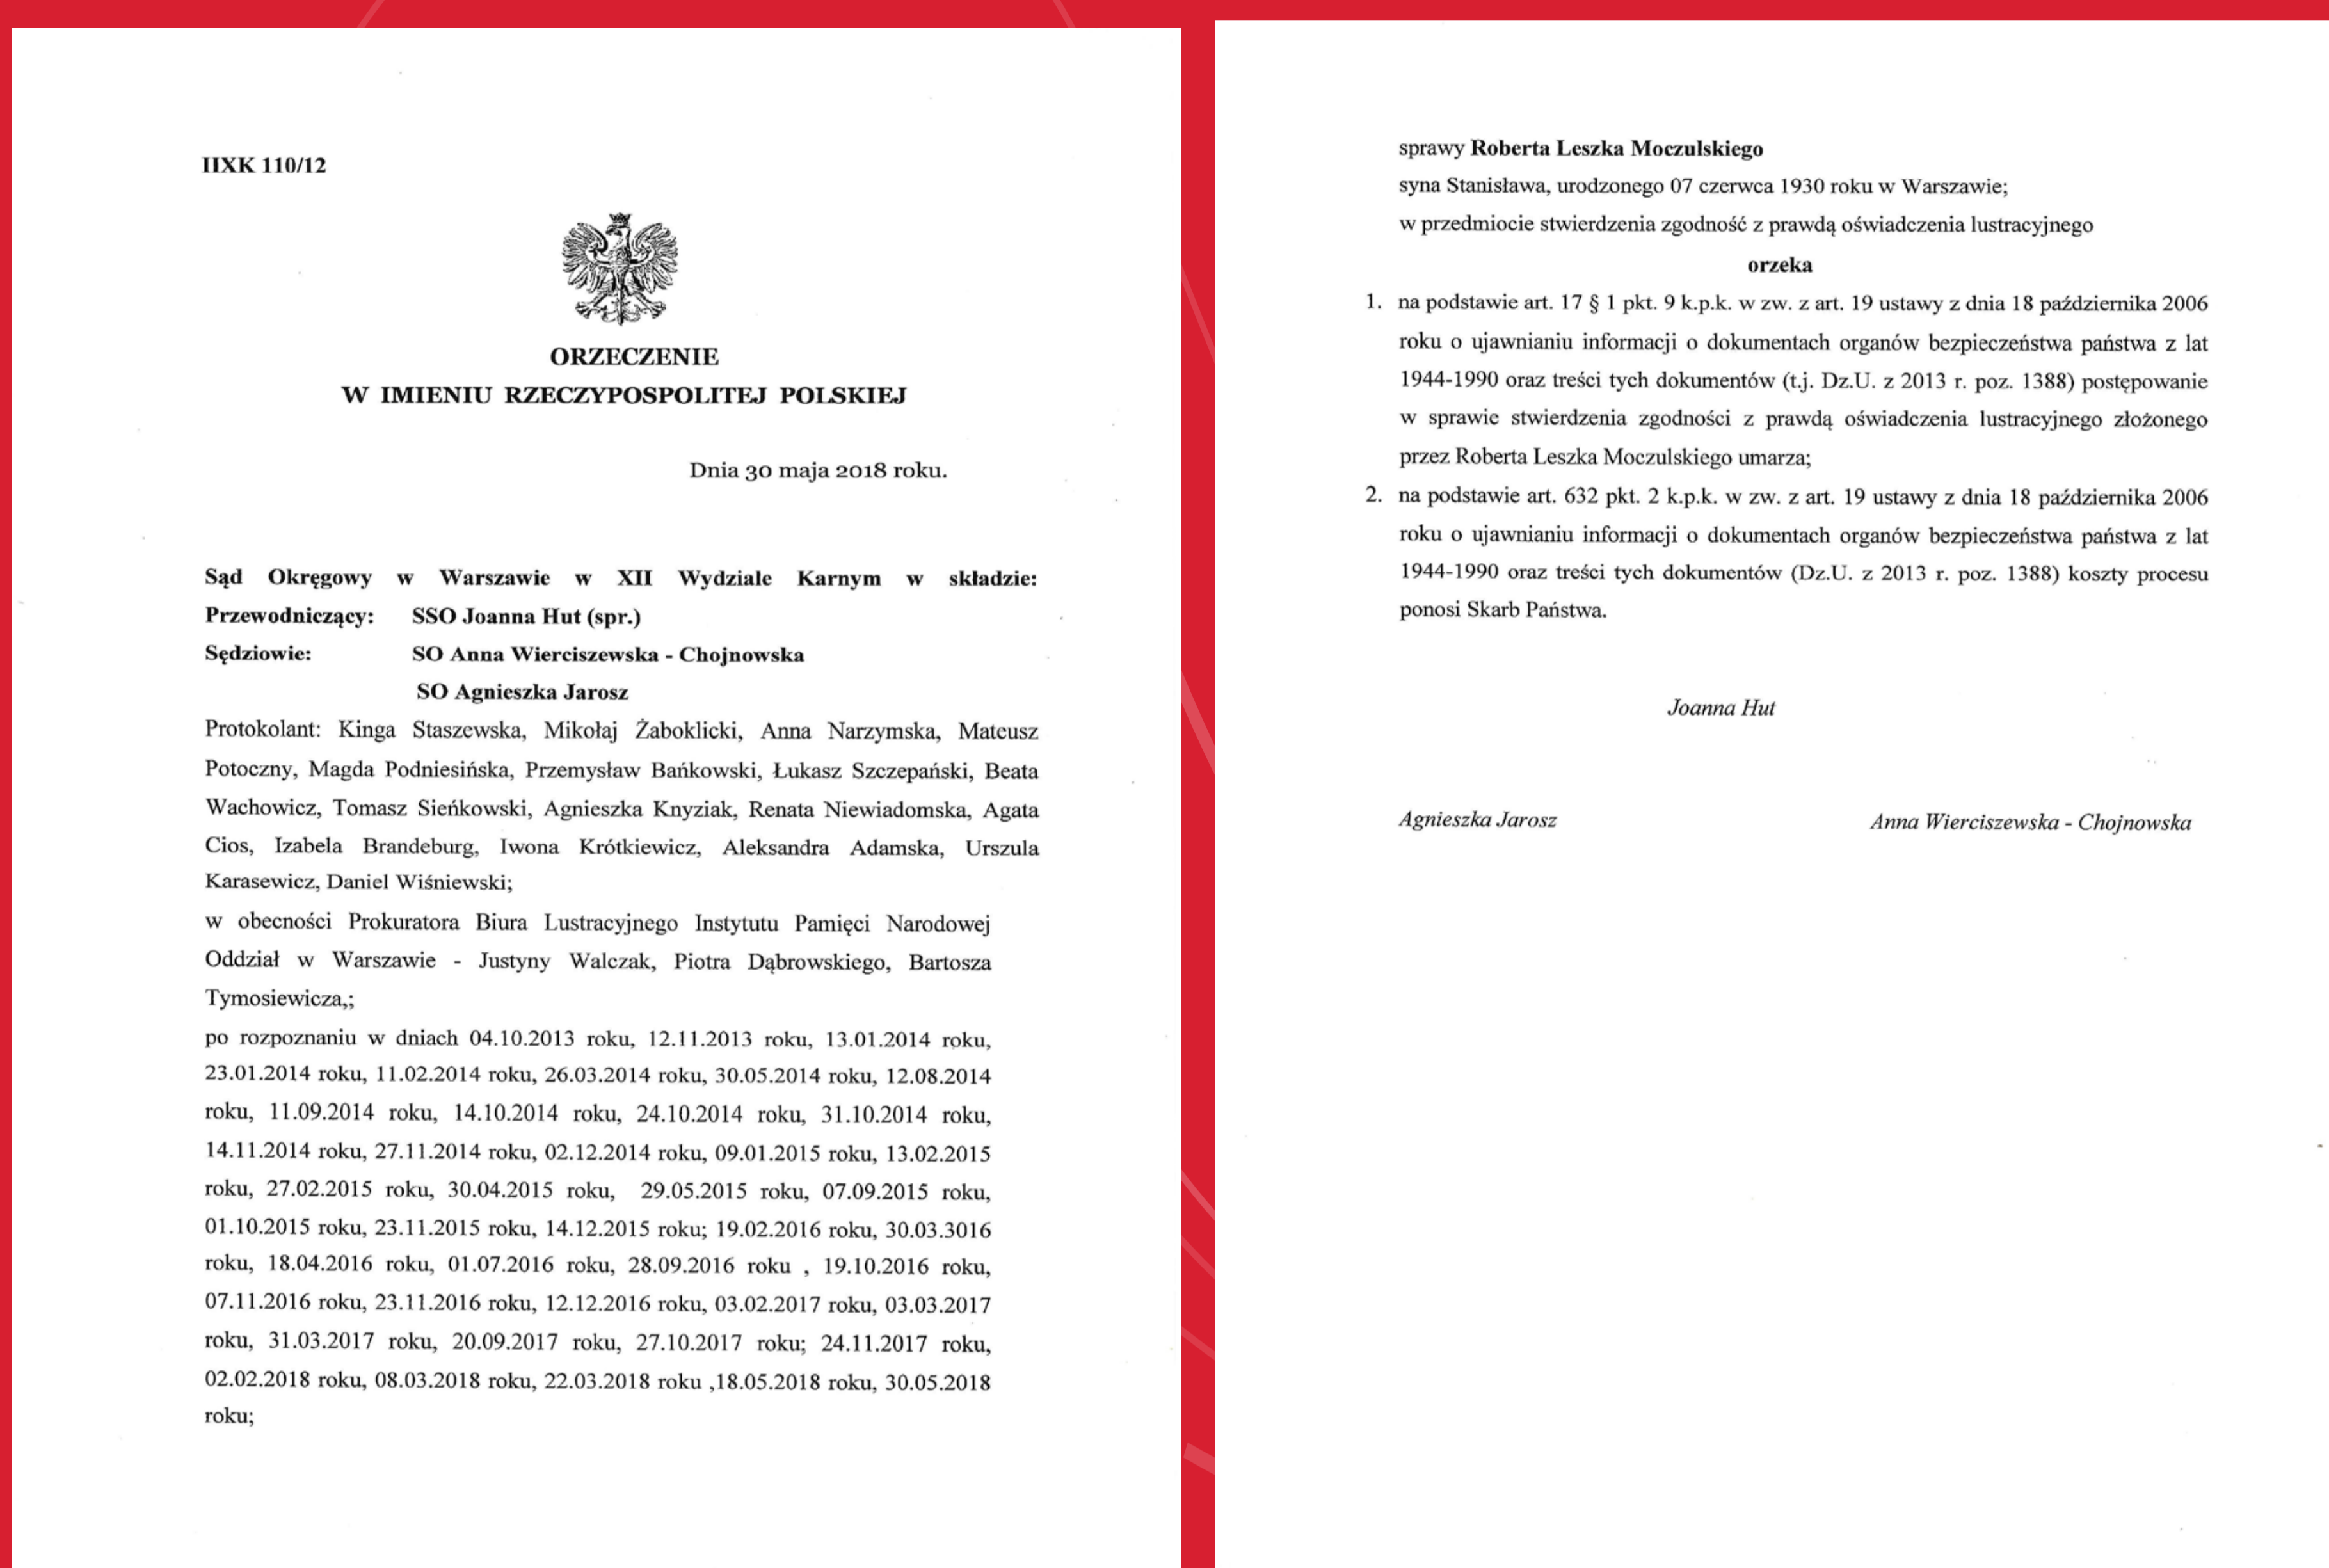 IIXK 110/12
ORZECZENIE
W IMIENIU RZECZYPOSPOLITEJ POLSKIEJ
Dnia 30 maja 2018 roku.
Sąd Okręgowy w Warszawie w XII Wydziale Karnym w składzie:
Przewodniczący: SSO Joanna Hut (spr.)
Sędziowie: SO Anna Wierciszewska - Chojnowska
SO Agnieszka Jarosz
Protokolant: Kinga Staszewska, Mikołaj Żaboklicki, Anna Narzymska, Mateusz
Potoczny, Magda Podniesińska, Przemysław Bańkowski, Łukasz Szczepański, Beata
Wachowicz, Tomasz Sieńkowski, Agnieszka Knyziak, Renata Niewiadomska, Agata
Cios, Izabela Brandeburg, Iwona Krótkiewicz, Aleksandra Adamska, Urszula
Karasewicz, Daniel Wiśniewski;
w obecności Prokuratora Biura Lustracyjnego Instytutu Pamięci Narodowej
Oddział w Warszawie - Justyny Walczak, Piotra Dąbrowskiego, Bartosza
Tymosiewicza,;
po rozpoznaniu w dniach 04.10.2013 roku, 12.11.2013 roku, 13.01.2014 roku,
23.01.2014 roku, 11.02.2014 roku, 26.03.2014 roku, 30.05.2014 roku, 12.08.2014
roku, 11.09.2014 roku, 14.10.2014 roku, 24.10.2014 roku, 31.10.2014 roku,
14.11.2014 roku, 27.11.2014 roku, 02.12.2014 roku, 09.01.2015 roku, 13.02.2015
roku, 27.02.2015 roku, 30.04.2015 roku, 29.05.2015 roku, 07.09.2015 roku,
01.10.2015 roku, 23.11.2015 roku, 14.12.2015 roku; 19.02.2016 roku, 30.03.3016
roku, 18.04.2016 roku, 01.07.2016 roku, 28.09.2016 roku , 19.10.2016 roku,
07.11.2016 roku, 23.11.2016 roku, 12.12.2016 roku, 03.02.2017 roku, 03.03.2017
roku, 31.03.2017 roku, 20.09.2017 roku, 27.10.2017 roku; 24.11.2017 roku,
02.02.2018 roku, 08.03.2018 roku, 22.03.2018 roku ,18.05.2018 roku, 30.05.2018
roku;
sprawy Roberta Leszka Moczulskiego
syna Stanisława, urodzonego 07 czerwca 1930 roku w Warszawie;
w przedmiocie stwierdzenia zgodność z prawdą oświadczenia lustracyjnego
orzeka
1. na podstawie art. 17 § 1 pkt. 9 k.p.k. w zw. z art. 19 ustawy z dnia 18 października 2006
roku o ujawnianiu informacji o dokumentach organów bezpieczeństwa państwa z lat
1944-1990 oraz treści tych dokumentów (t.j. Dz.U. z 2013 r. poz. 1388) postępowanie
w sprawie stwierdzenia zgodności z prawdą oświadczenia lustracyjnego złożonego
przez Roberta Leszka Moczulskiego umarza;
2. na podstawie art. 632 pkt. 2 k.p.k. w zw. z art. 19 ustawy z dnia 18 października 2006
roku o ujawnianiu informacji o dokumentach organów bezpieczeństwa państwa z lat
1944-1990 oraz treści tych dokumentów (Dz.U. z 2013 r. poz. 1388) koszty procesu
ponosi Skarb Państwa.
Joanna Hut
Agnieszka Jarosz Anna Wierciszewska - Chojnowska